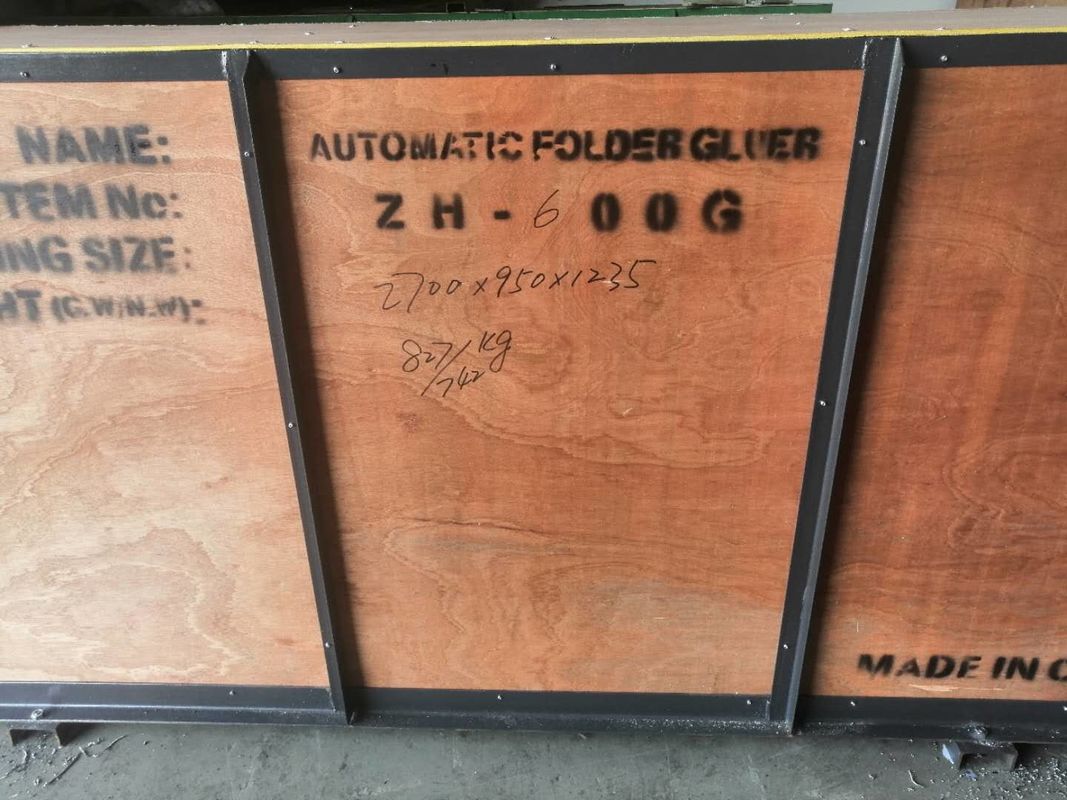 NAME: AUTOMATIC FOLDER GLUER
TEM No: ZH-600G
ING SIZE: 2700x950x1235
HT (G.W/N.W): 827/742 kg
MADE IN C